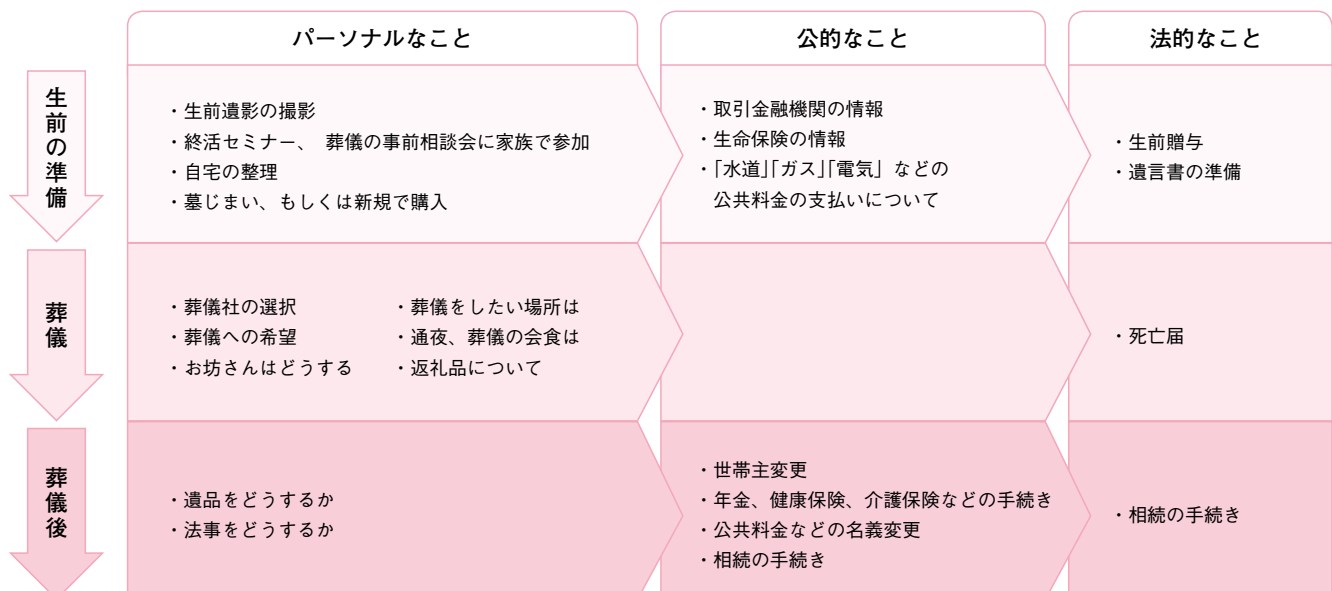 パーソナルなこと
公的なこと
法的なこと
生前の準備
・生前遺影の撮影
・終活セミナー、 葬儀の事前相談会に家族で参加
・自宅の整理
・墓じまい、もしくは新規で購入
・取引金融機関の情報
・生命保険の情報
・「水道」「ガス」「電気」などの
公共料金の支払いについて
・生前贈与
・遺言書の準備
葬儀
・葬儀社の選択
・葬儀への希望
・お坊さんはどうする
・葬儀をしたい場所は
・通夜、葬儀の会食は
・返礼品について
・死亡届
葬儀後
・遺品をどうするか
・法事をどうするか
・世帯主変更
・年金、健康保険、介護保険などの手続き
・公共料金などの名義変更
・相続の手続き
・相続の手続き